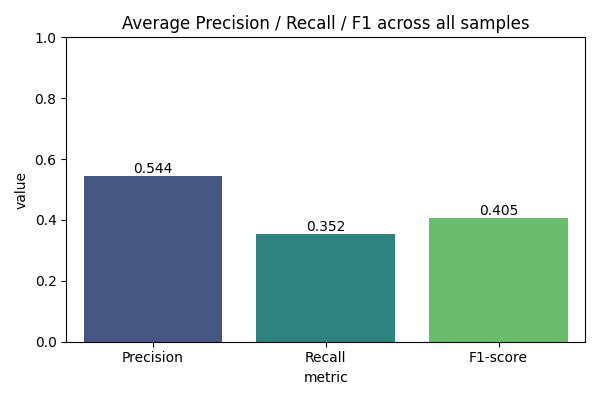 Average Precision / Recall / F1 across all samples
1.0
0.8
0.6
0.4
0.2
0.0
value
0.544
0.352
0.405
Precision
Recall
F1-score
metric